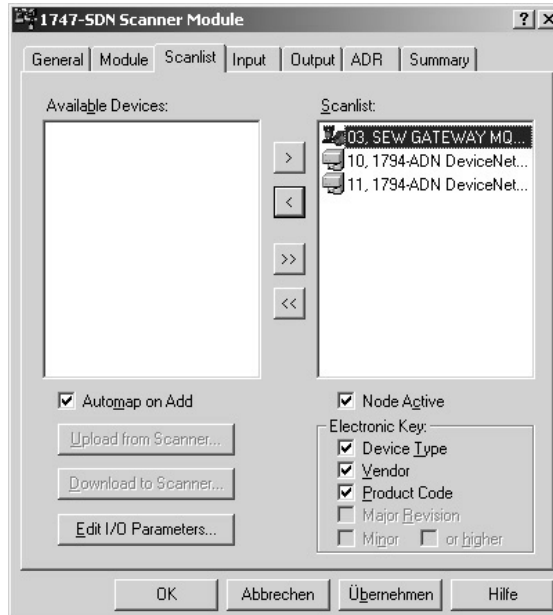 1747-SDN Scanner Module
General Module Scanlist Input Output ADR Summary
Available Devices:
Scanlist:
03, SEW GATEWAY MQ...
10, 1794-ADN DeviceNet...
11, 1794-ADN DeviceNet...
>
<
>>
<<
Automap on Add
Upload from Scanner...
Download to Scanner...
Edit I/O Parameters...
Node Active
Electronic Key:
Device Type
Vendor
Product Code
Major Revision
Minor or higher
OK Abbrechen Übernehmen Hilfe